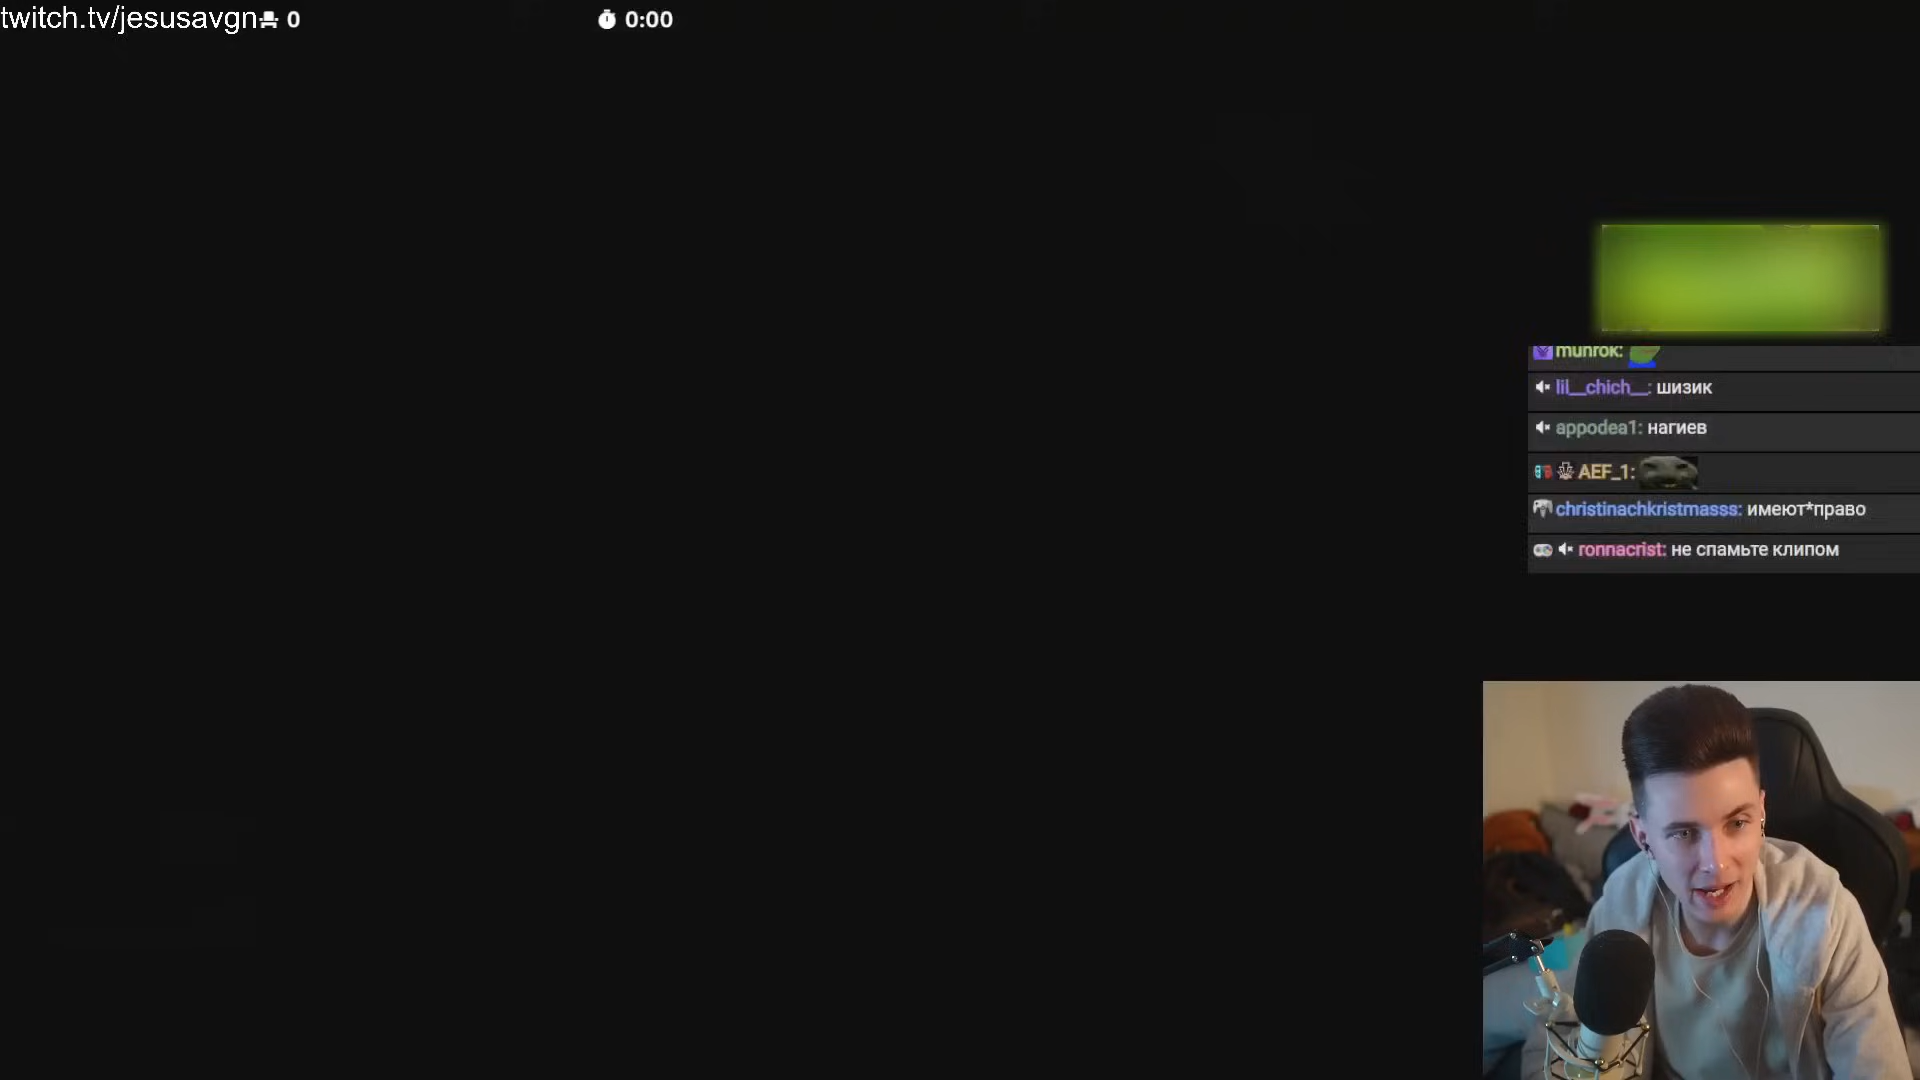 twitch.tv/jesusavgn 0
0:00
munrok:
lil__chich__: шизик
appodea1: нагиев
AEF_1:
christinachkristmasss: имеют*право
ronnacrist: не спамьте клипом